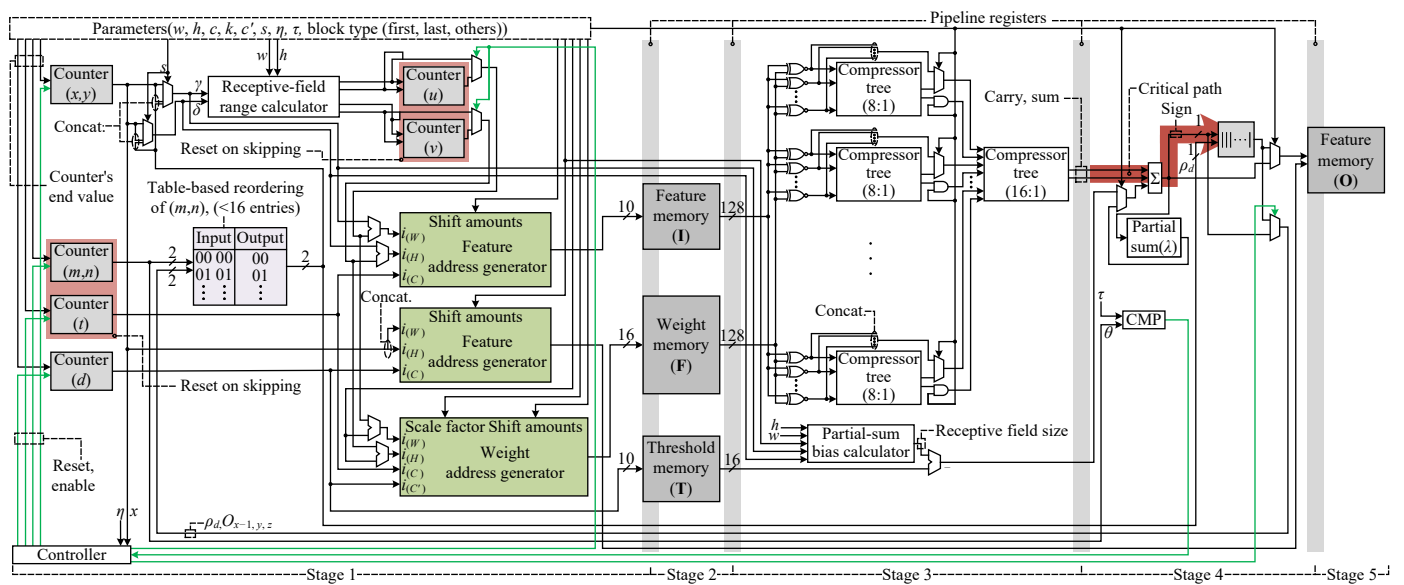 Parameters(w, h, c, k, c′, s, η, τ, block type (first, last, others))
Pipeline registers
Counter
(x,y)
s
w
h
γ
δ
Receptive-field
range calculator
Counter
(u)
Counter
(v)
Concat.
Reset on skipping
Counter's
end value
Table-based reordering
of (m,n), (<16 entries)
Input
Output
00 00
00
01 01
01
2
2
2
Counter
(m,n)
Counter
(t)
Counter
(d)
Reset on skipping
Reset,
enable
Shift amounts
Feature
address generator
i(W)
i(H)
i(C)
Concat.
Shift amounts
Feature
address generator
i(W)
i(H)
i(C)
Scale factor Shift amounts
Weight
address generator
i(W)
i(H)
i(C)
i(C′)
10
Feature
memory
(I)
128
16
Weight
memory
(F)
128
10
Threshold
memory
(T)
16
Compressor
tree
(8:1)
Compressor
tree
(8:1)
Concat.
Compressor
tree
(8:1)
Compressor
tree
(16:1)
h
w
Partial-sum
bias calculator
Receptive field size
−
Carry, sum
Critical path
Sign
1
1
ρd
Σ
|||···
Partial
sum(λ)
τ
θ
CMP
Feature
memory
(O)
η
x
ρd,Ox−1, y, z
Controller
Stage 1
Stage 2
Stage 3
Stage 4
Stage 5